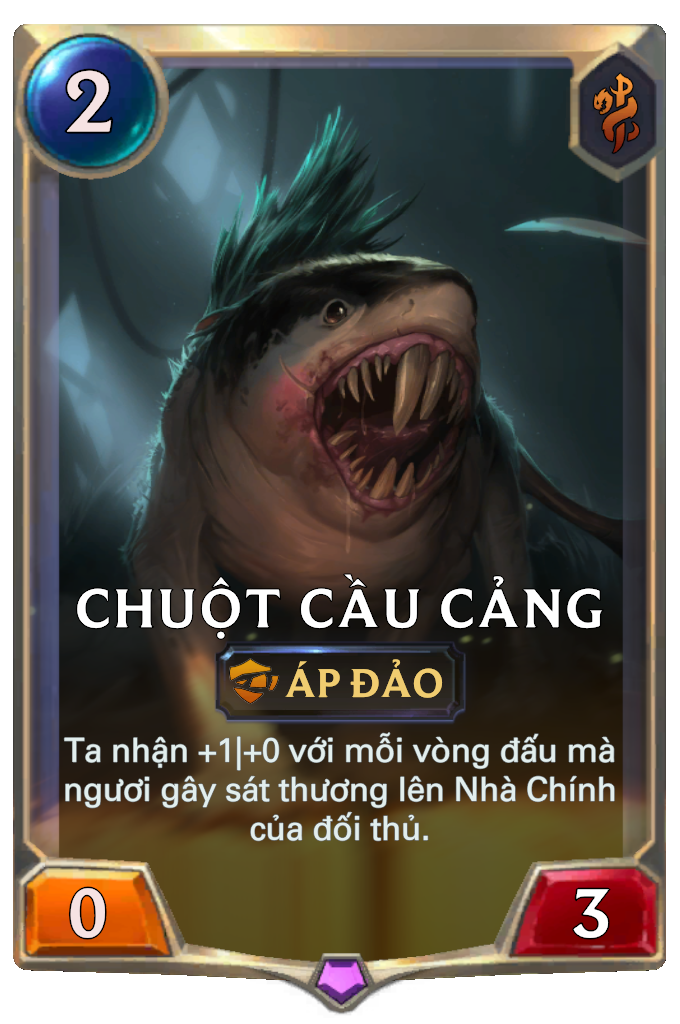 2
CHUỘT CẦU CẢNG
ÁP ĐẢO
Ta nhận +1|+0 với mỗi vòng đấu mà
ngươi gây sát thương lên Nhà Chính
của đối thủ.
0
3